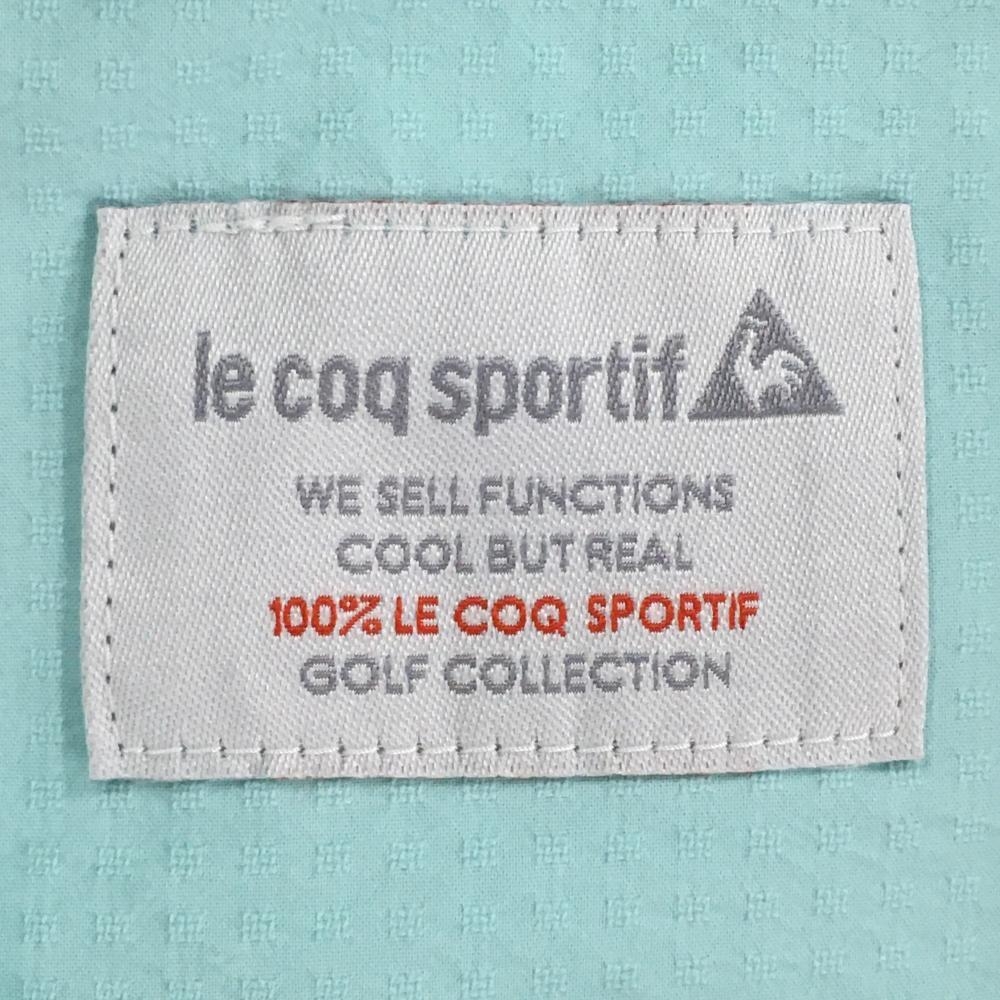 le coq sportif
WE SELL FUNCTIONS
COOL BUT REAL
100% LE COQ SPORTIF
GOLF COLLECTION